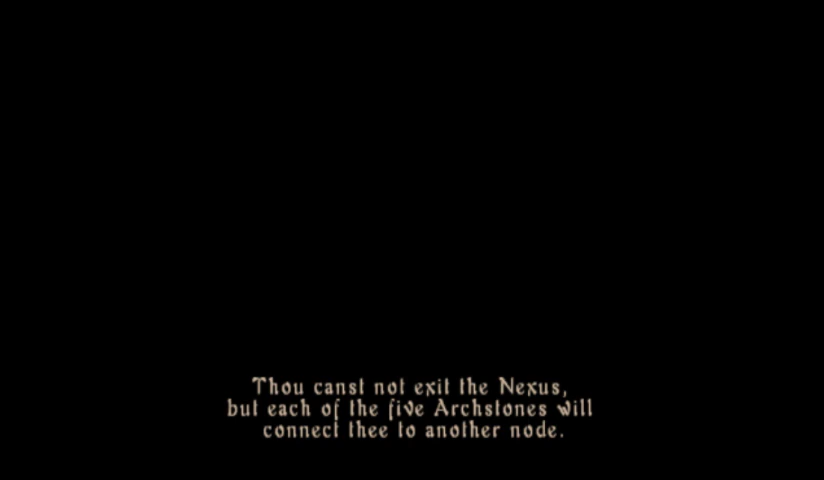 Thou canst not exit the Nexus,
but each of the five Archstones will
connect thee to another node.